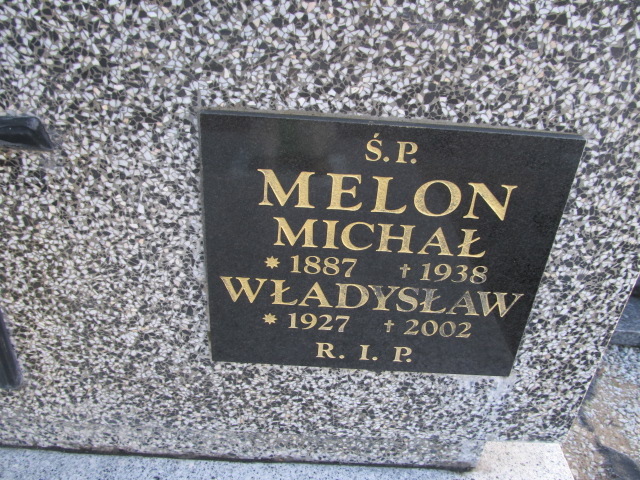 Ś.P.
MELON
MICHAŁ
* 1887 † 1938
WŁADYSŁAW
* 1927 † 2002
R. I. P.